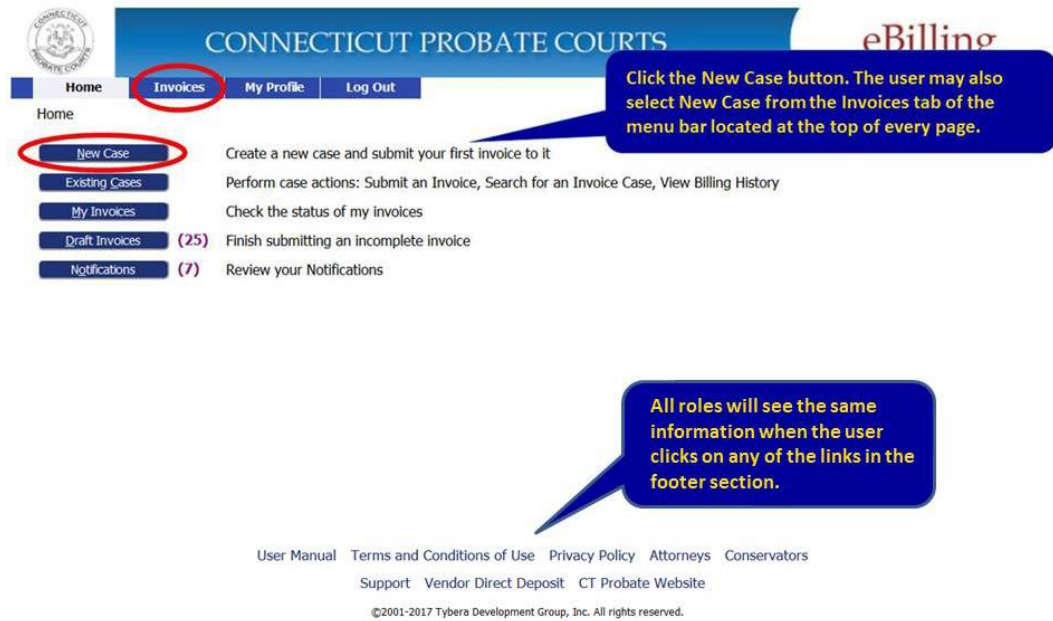 CONNECTICUT
PROBATE COURTS
CONNECTICUT PROBATE COURTS
eBilling
Home Invoices My Profile Log Out
Click the New Case button. The user may also
select New Case from the Invoices tab of the
menu bar located at the top of every page.
Home
New Case Create a new case and submit your first invoice to it
Existing Cases Perform case actions: Submit an Invoice, Search for an Invoice Case, View Billing History
My Invoices Check the status of my invoices
Draft Invoices (25) Finish submitting an incomplete invoice
Notifications (7) Review your Notifications
All roles will see the same
information when the user
clicks on any of the links in the
footer section.
User Manual Terms and Conditions of Use Privacy Policy Attorneys Conservators
Support Vendor Direct Deposit CT Probate Website
©2001-2017 Tybera Development Group, Inc. All rights reserved.